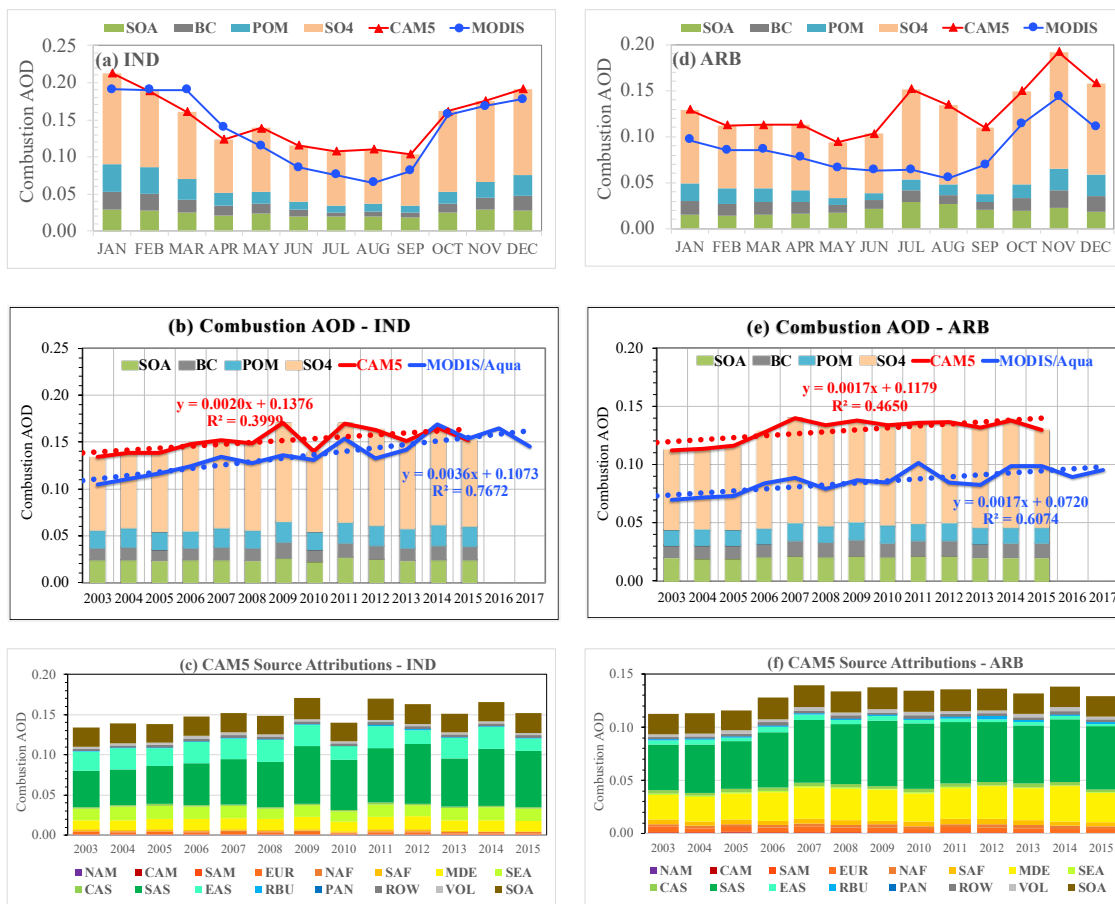 SOA BC POM SO4 CAM5 MODIS
(a) IND
Combustion AOD
0.25
0.20
0.15
0.10
0.05
0.00
JAN FEB MAR APR MAY JUN JUL AUG SEP OCT NOV DEC
SOA BC POM SO4 CAM5 MODIS
(d) ARB
Combustion AOD
0.20
0.15
0.10
0.05
0.00
JAN FEB MAR APR MAY JUN JUL AUG SEP OCT NOV DEC
(b) Combustion AOD - IND
SOA BC POM SO4 CAM5 MODIS/Aqua
Combustion AOD
0.25
0.20
0.15
0.10
0.05
0.00
y = 0.0020x + 0.1376
R² = 0.3999
y = 0.0036x + 0.1073
R² = 0.7672
2003 2004 2005 2006 2007 2008 2009 2010 2011 2012 2013 2014 2015 2016 2017
(e) Combustion AOD - ARB
SOA BC POM SO4 CAM5 MODIS/Aqua
Combustion AOD
0.20
0.15
0.10
0.05
0.00
y = 0.0017x + 0.1179
R² = 0.4650
y = 0.0017x + 0.0720
R² = 0.6074
2003 2004 2005 2006 2007 2008 2009 2010 2011 2012 2013 2014 2015 2016 2017
(c) CAM5 Source Attributions - IND
Combustion AOD
0.20
0.15
0.10
0.05
0.00
2003 2004 2005 2006 2007 2008 2009 2010 2011 2012 2013 2014 2015
NAM CAM SAM EUR NAF SAF MDE SEA
CAS SAS EAS RBU PAN ROW VOL SOA
(f) CAM5 Source Attributions - ARB
Combustion AOD
0.15
0.10
0.05
0.00
2003 2004 2005 2006 2007 2008 2009 2010 2011 2012 2013 2014 2015
NAM CAM SAM EUR NAF SAF MDE SEA
CAS SAS EAS RBU PAN ROW VOL SOA